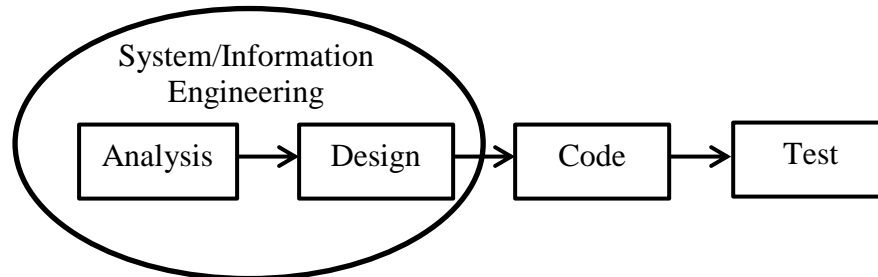 System/Information
Engineering
Analysis
Design
Code
Test